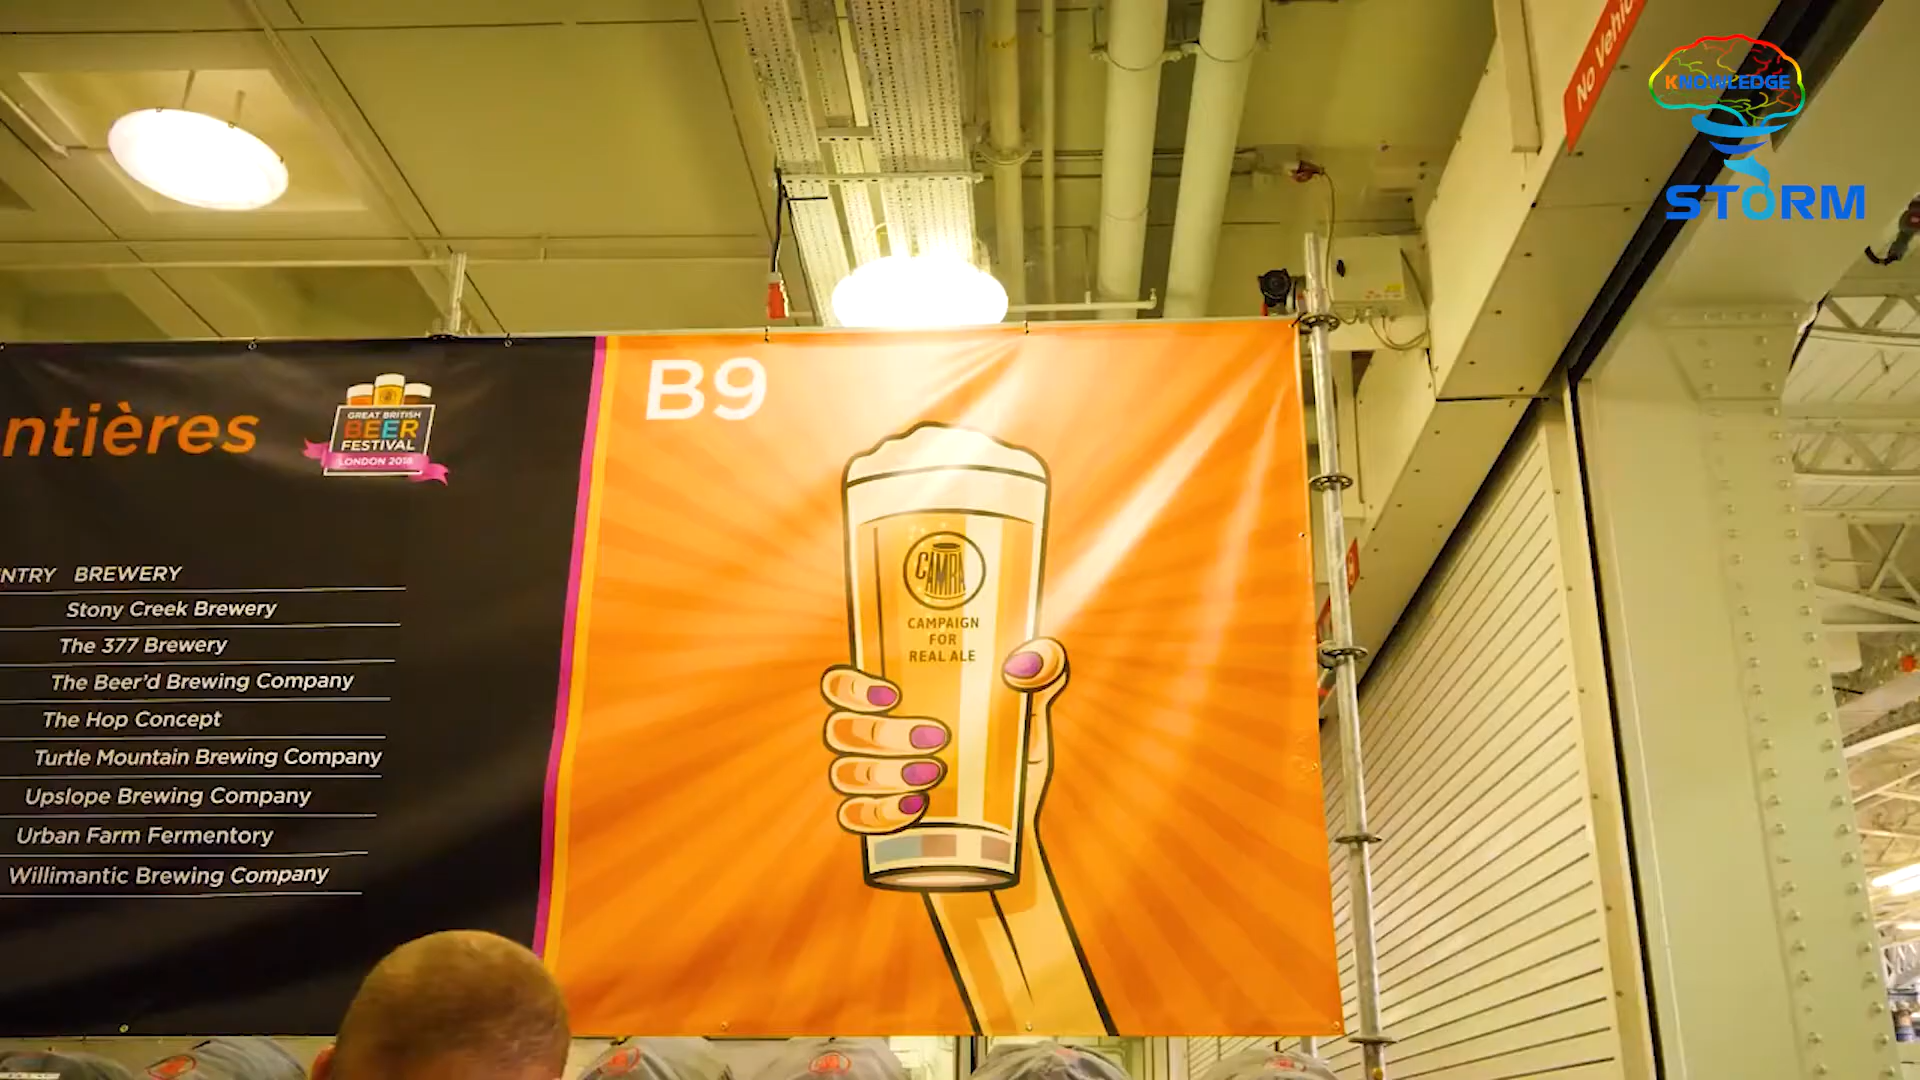 No Vehic
KNOWLEDGE
STORM
B9
ntières
GREAT BRITISH
BEER
FESTIVAL
LONDON 2018
CAMRA
CAMPAIGN
FOR
REAL ALE
NTRY BREWERY
Stony Creek Brewery
The 377 Brewery
The Beer'd Brewing Company
The Hop Concept
Turtle Mountain Brewing Company
Upslope Brewing Company
Urban Farm Fermentory
Willimantic Brewing Company